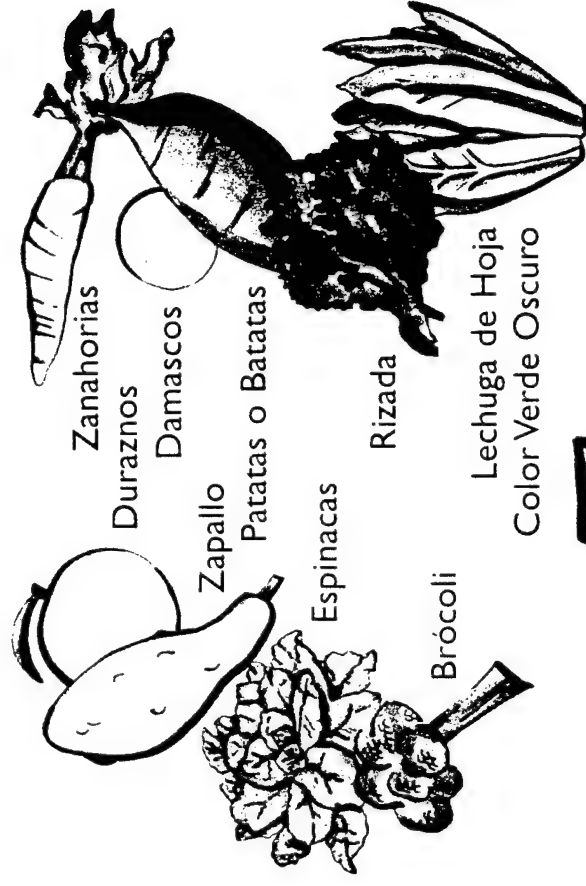 Zanahorias
Duraznos
Damascos
Zapallo
Patatas o Batatas
Espinacas
Rizada
Brócoli
Lechuga de Hoja
Color Verde Oscuro